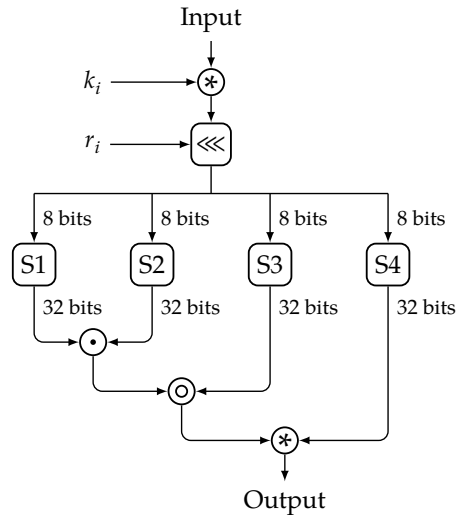 Input
k_i
*
r_i
<<<
8 bits 8 bits 8 bits 8 bits
S1 S2 S3 S4
32 bits 32 bits 32 bits 32 bits
*
Output